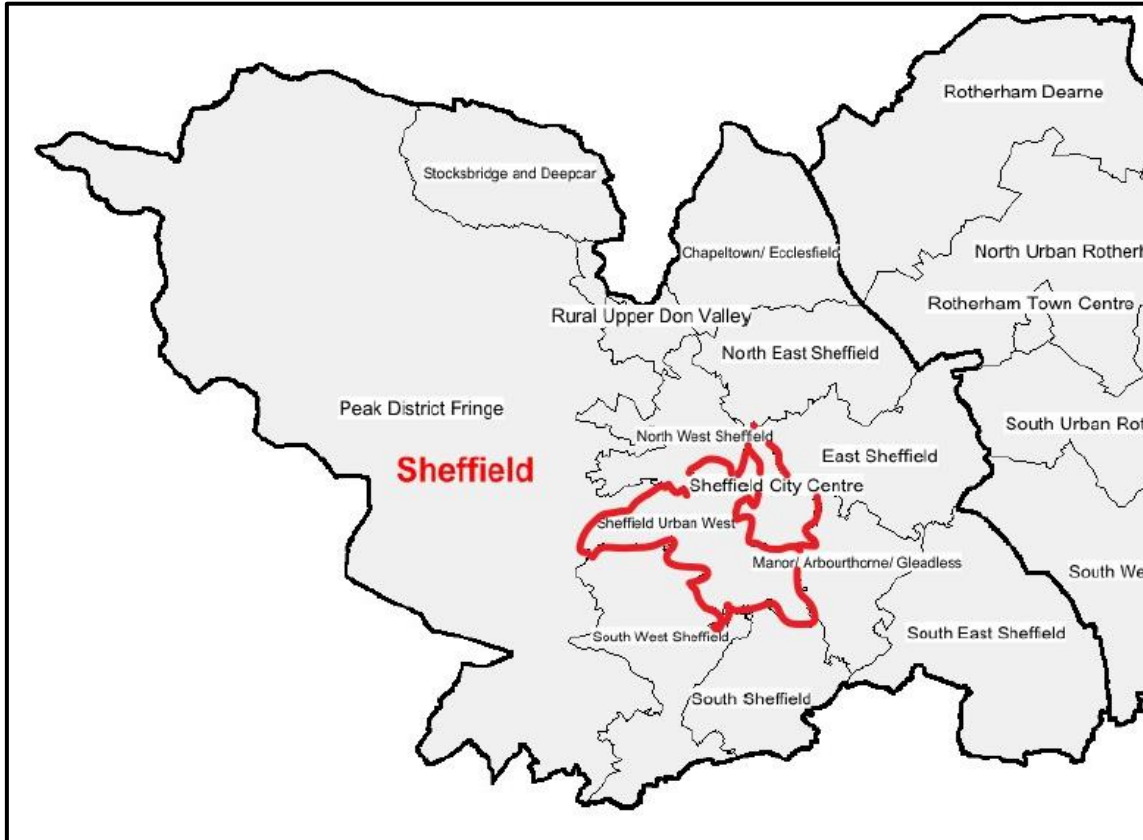 Rotherham Dearne
Stocksbridge and Deepcar
Chapeltown/ Ecclesfield
North Urban Rotherh
Rotherham Town Centre
Rural Upper Don Valley
North East Sheffield
Peak District Fringe
South Urban Rot
North West Sheffield
East Sheffield
Sheffield
Sheffield City Centre
Sheffield Urban West
Manor/ Arbourthorne/ Gleadless
South We
South West Sheffield
South East Sheffield
South Sheffield